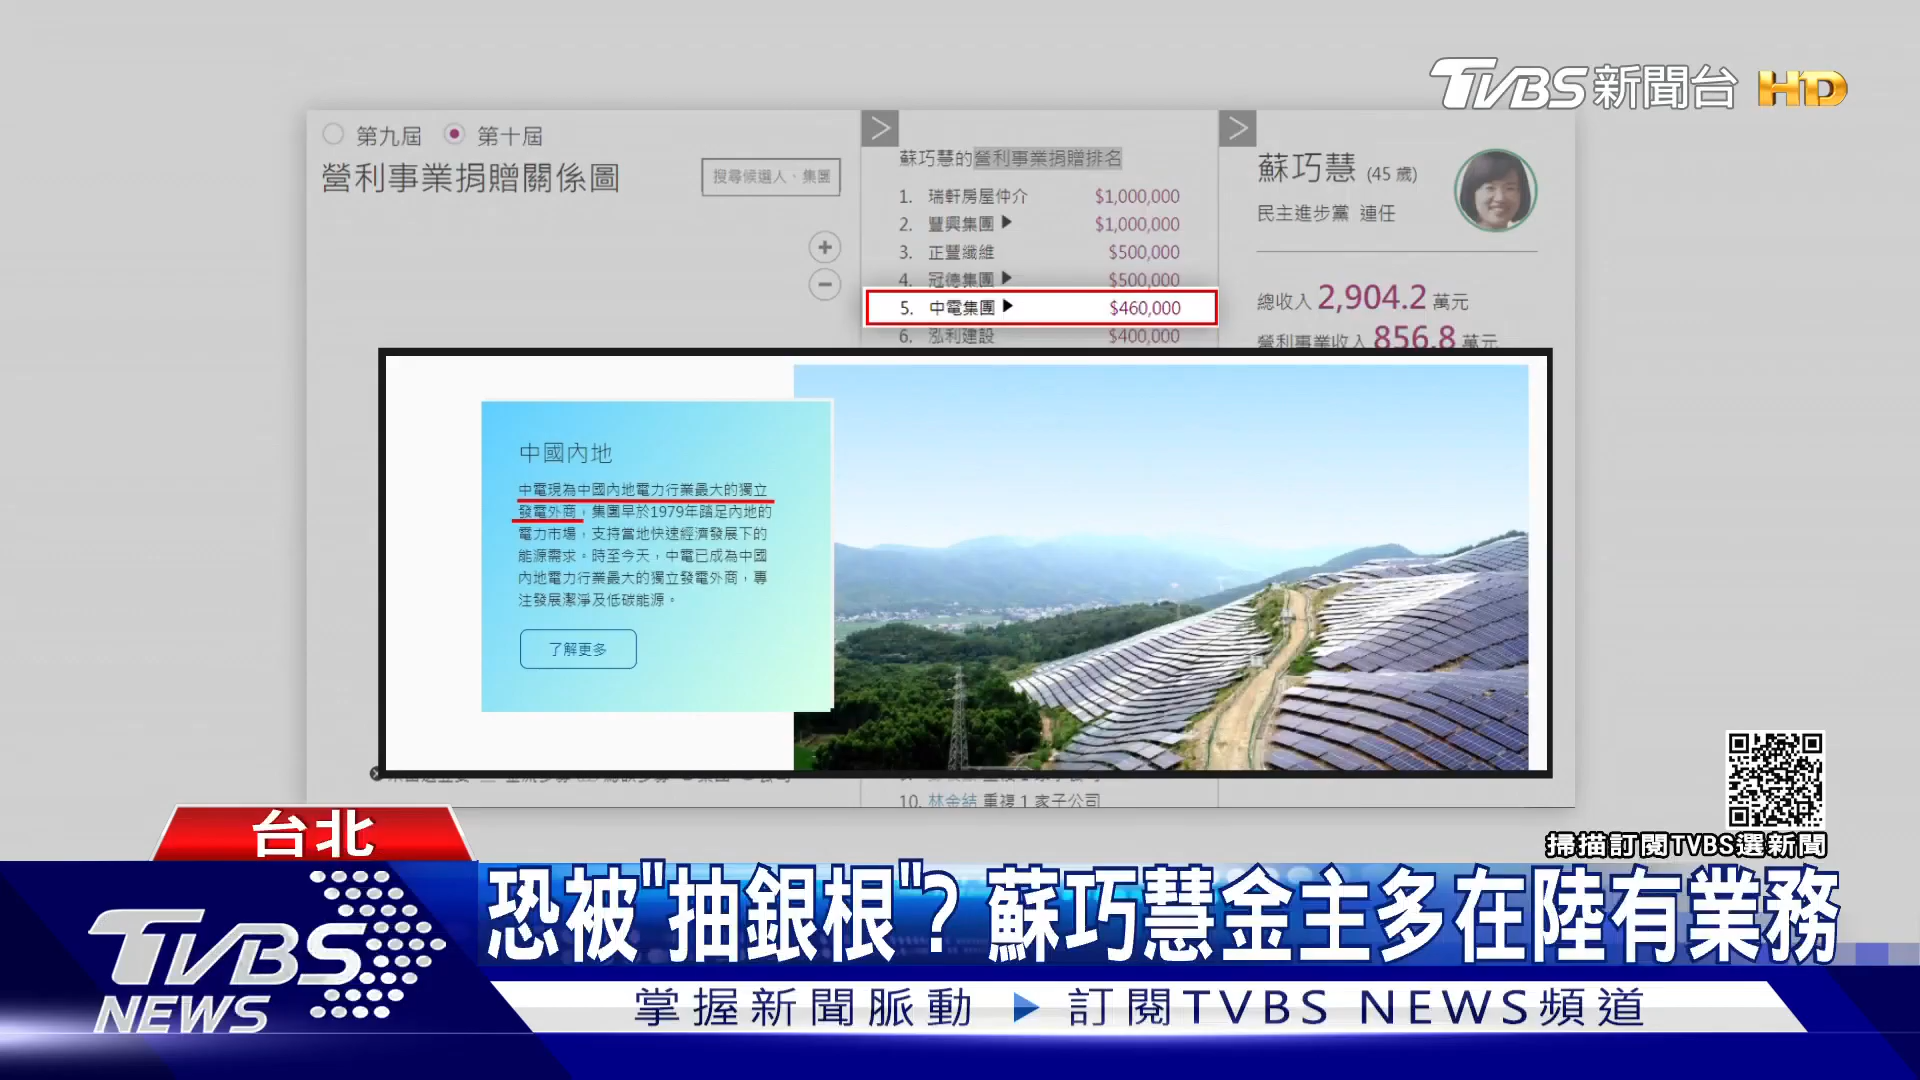 TVBS新聞台 HD
第九屆 第十屆
營利事業捐贈關係圖
搜尋候選人、集團
蘇巧慧的營利事業捐贈排名
1. 瑞軒房屋仲介 $1,000,000
2. 豐興集團 $1,000,000
3. 正豐纖維 $500,000
4. 冠德集團 $500,000
5. 中電集團 $460,000
6. 泓利建設 $400,000
蘇巧慧 (45 歲)
民主進步黨 連任
總收入 2,904.2 萬元
營利事業收入 856.8 萬元
中國內地
中電現為中國內地電力行業最大的獨立
發電外商，集團早於1979年踏足內地的
電力市場，支持當地快速經濟發展下的
能源需求。時至今天，中電已成為中國
內地電力行業最大的獨立發電外商，專
注發展潔淨及低碳能源。
了解更多
10. 林金結 重複 1 家子公司
掃描訂閱TVBS選新聞
台北
恐被"抽銀根"? 蘇巧慧金主多在陸有業務
TVBS
NEWS
掌握新聞脈動 ▶ 訂閱TVBS NEWS頻道